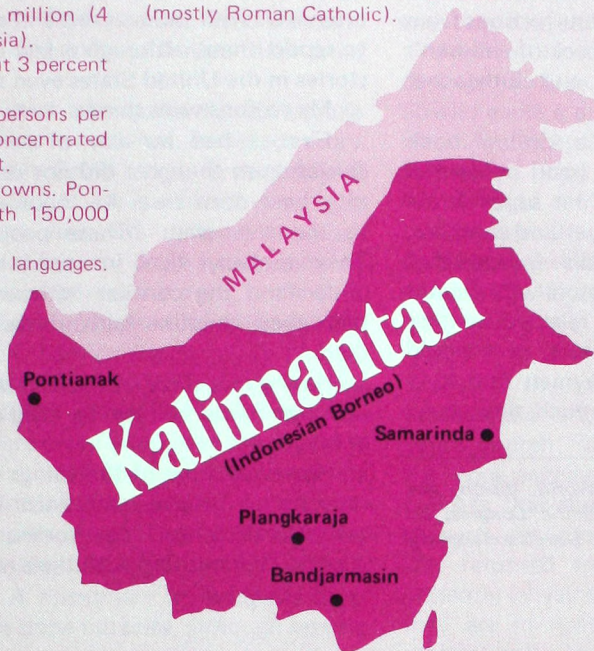 million (4
sia).
t 3 percent
persons per
oncentrated
t.
owns. Pon-
th 150,000
languages.
(mostly Roman Catholic).
MALAYSIA
Kalimantan
(Indonesian Borneo)
Pontianak
Samarinda
Plangkaraja
Bandjarmasin